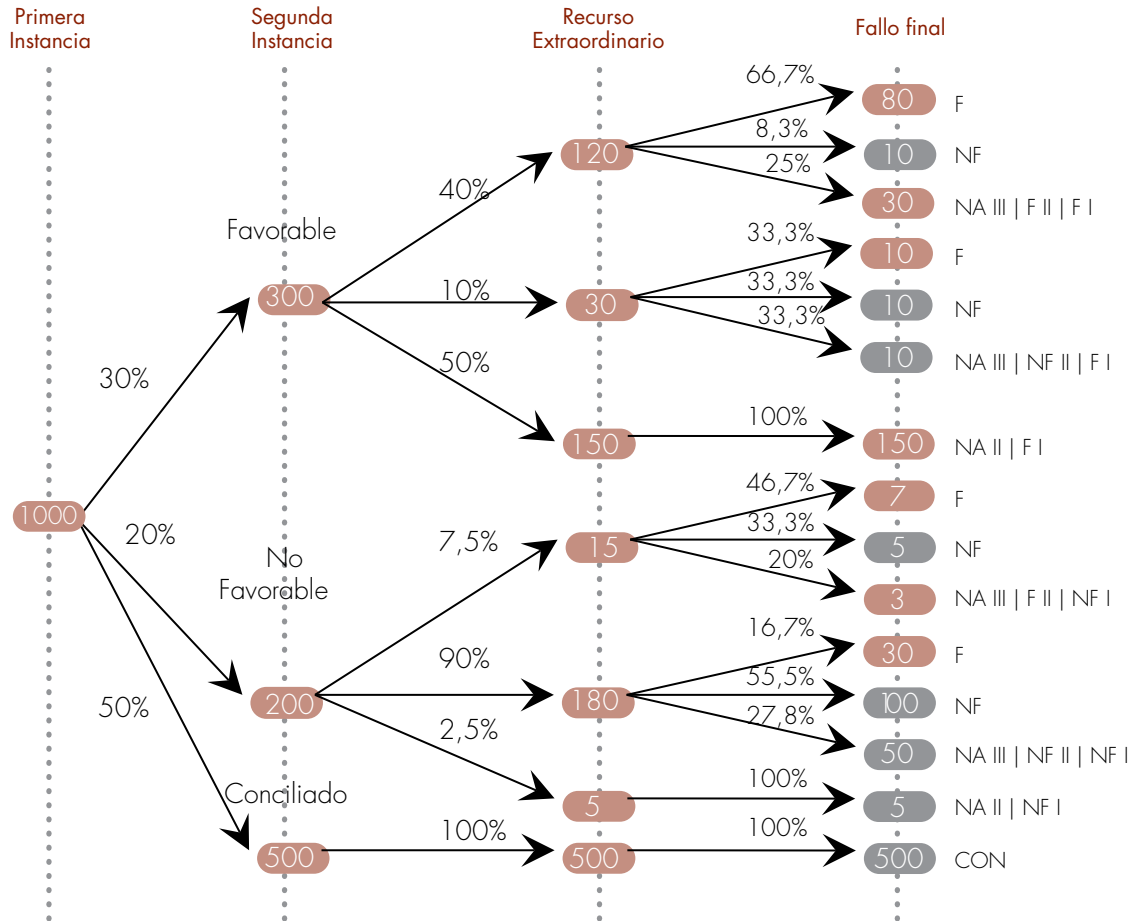 Primera
Instancia
Segunda
Instancia
Recurso
Extraordinario
Fallo final
66,7%
80 F
8,3%
120
10 NF
25%
40%
30 NA III | F II | F I
Favorable
33,3%
10 F
10%
33,3%
300
30
10 NF
33,3%
50%
10 NA III | NF II | F I
30%
100%
150
150 NA II | F I
46,7%
7 F
1000
20%
7,5%
33,3%
15
5 NF
No
Favorable
20%
3 NA III | F II | NF I
16,7%
90%
30 F
55,5%
200
180
100 NF
50%
2,5%
27,8%
50 NA III | NF II | NF I
100%
Conciliado
5
5 NA II | NF I
100%
100%
500
500
500 CON